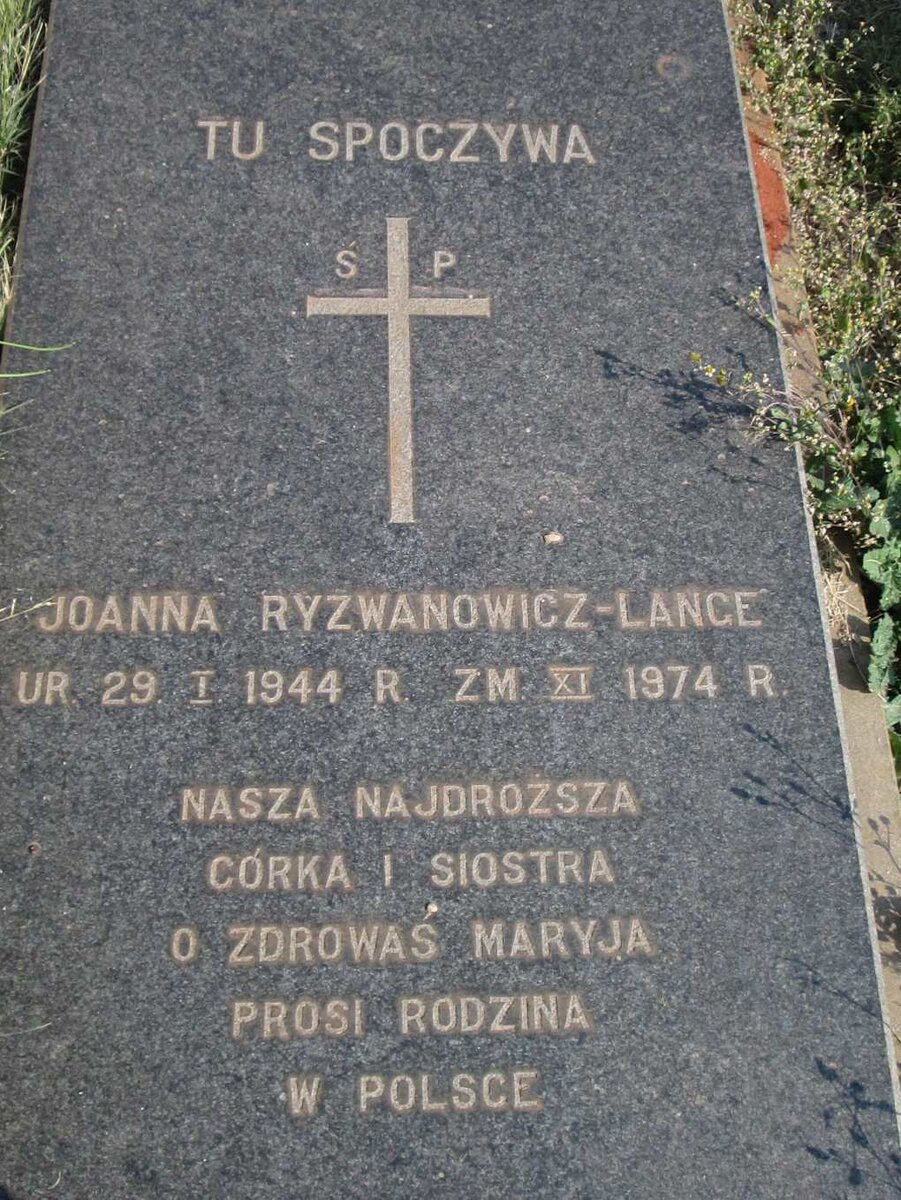 TU SPOCZYWA
Ś P
JOANNA RYZWANOWICZ-LANCE
UR. 29. I 1944 R. ZM XI 1974 R.
NASZA NAJDROŻSZA
CÓRKA I SIOSTRA
O ZDROWAŚ MARYJA
PROSI RODZINA
W POLSCE